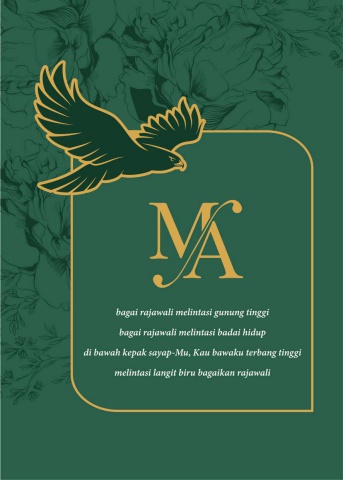 MA
bagai rajawali melintasi gunung tinggi
bagai rajawali melintasi badai hidup
di bawah kepak sayap-Mu, Kau bawaku terbang tinggi
melintasi langit biru bagaikan rajawali